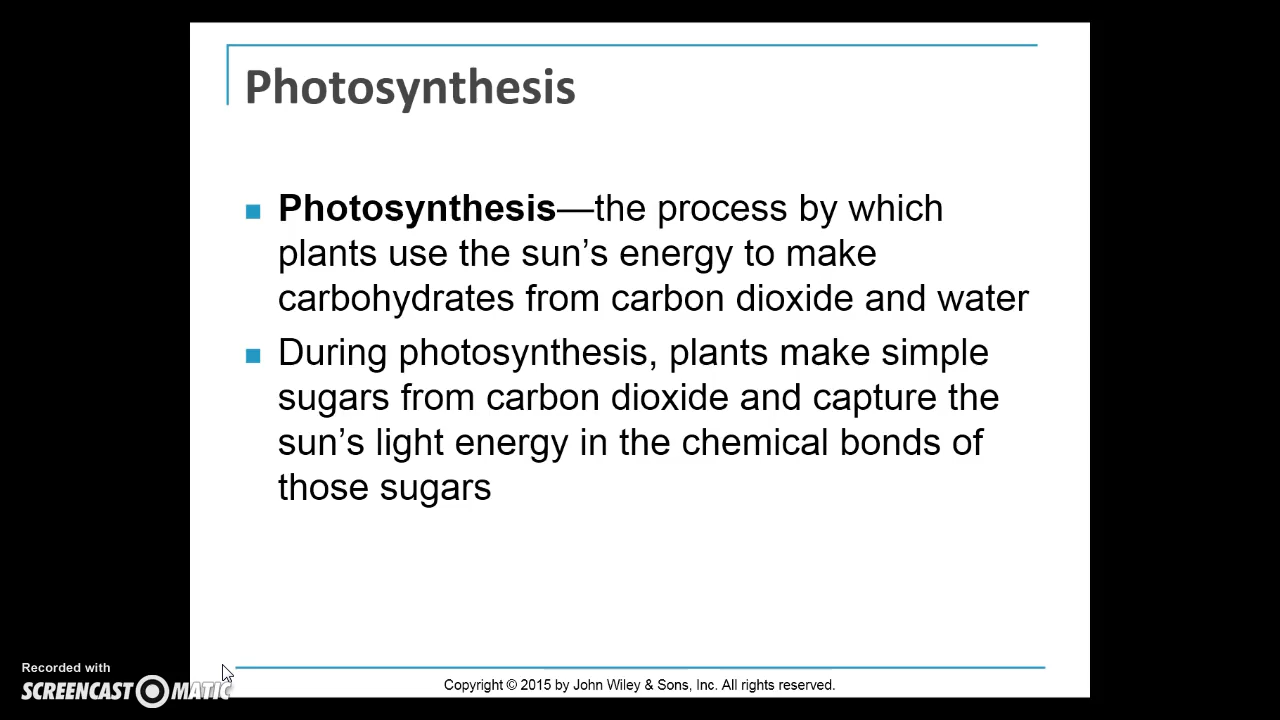 Photosynthesis
Photosynthesis—the process by which
plants use the sun’s energy to make
carbohydrates from carbon dioxide and water
During photosynthesis, plants make simple
sugars from carbon dioxide and capture the
sun’s light energy in the chemical bonds of
those sugars
Recorded with
SCREENCAST MATIC
Copyright © 2015 by John Wiley & Sons, Inc. All rights reserved.